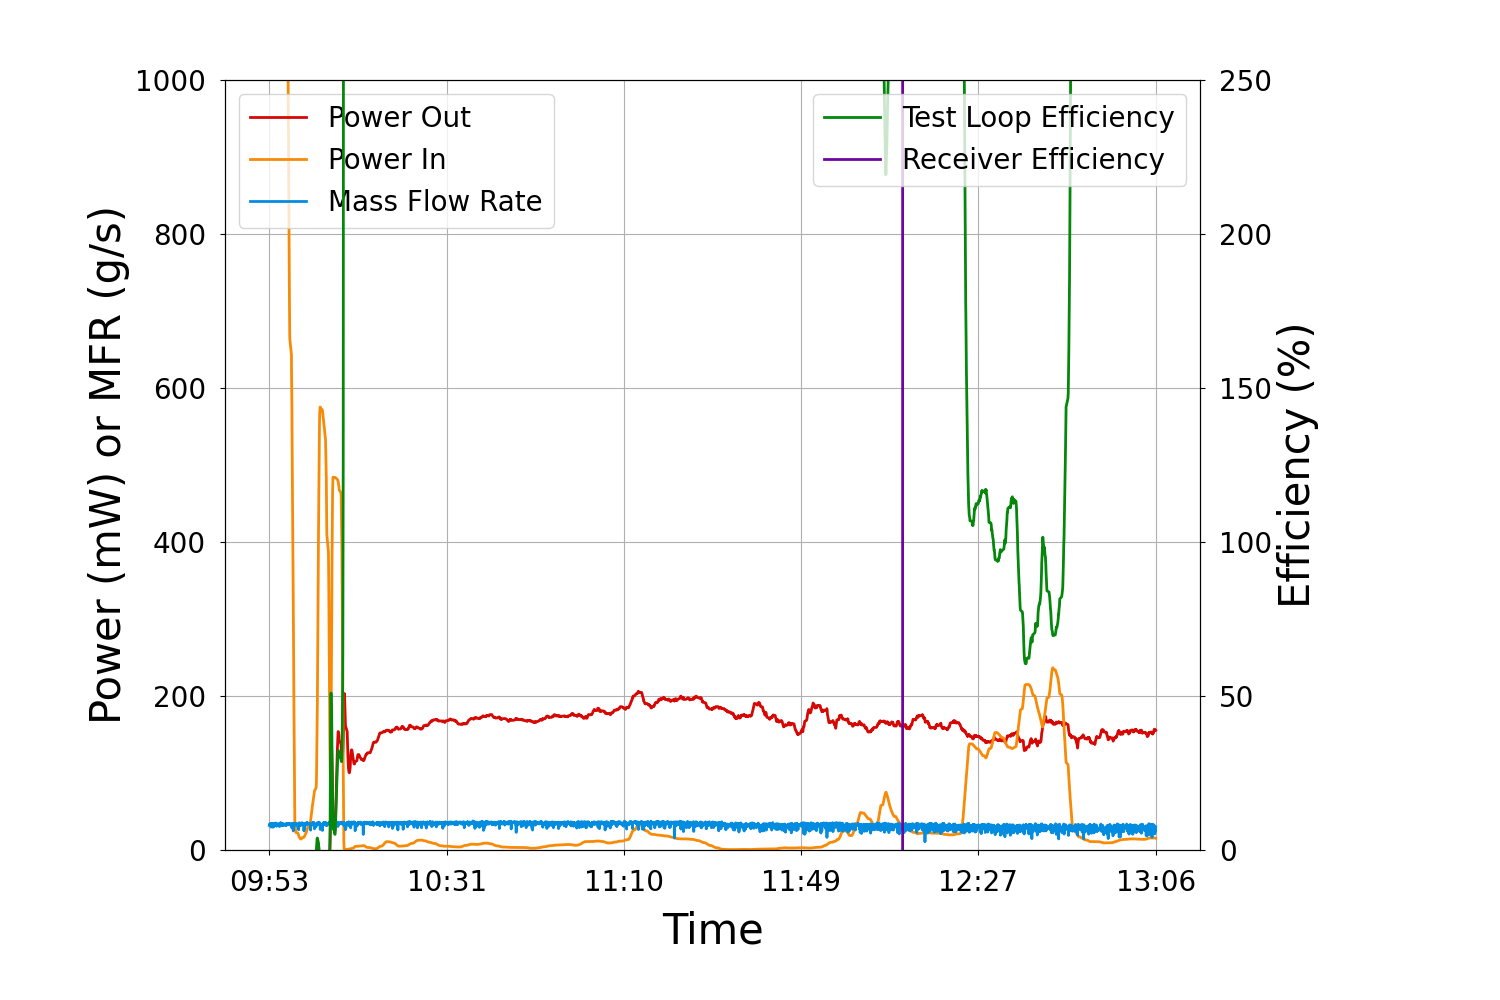 1000
800
600
400
200
0
Power (mW) or MFR (g/s)
Power Out
Power In
Mass Flow Rate
Test Loop Efficiency
Receiver Efficiency
250
200
150
100
50
0
Efficiency (%)
09:53 10:31 11:10 11:49 12:27 13:06
Time